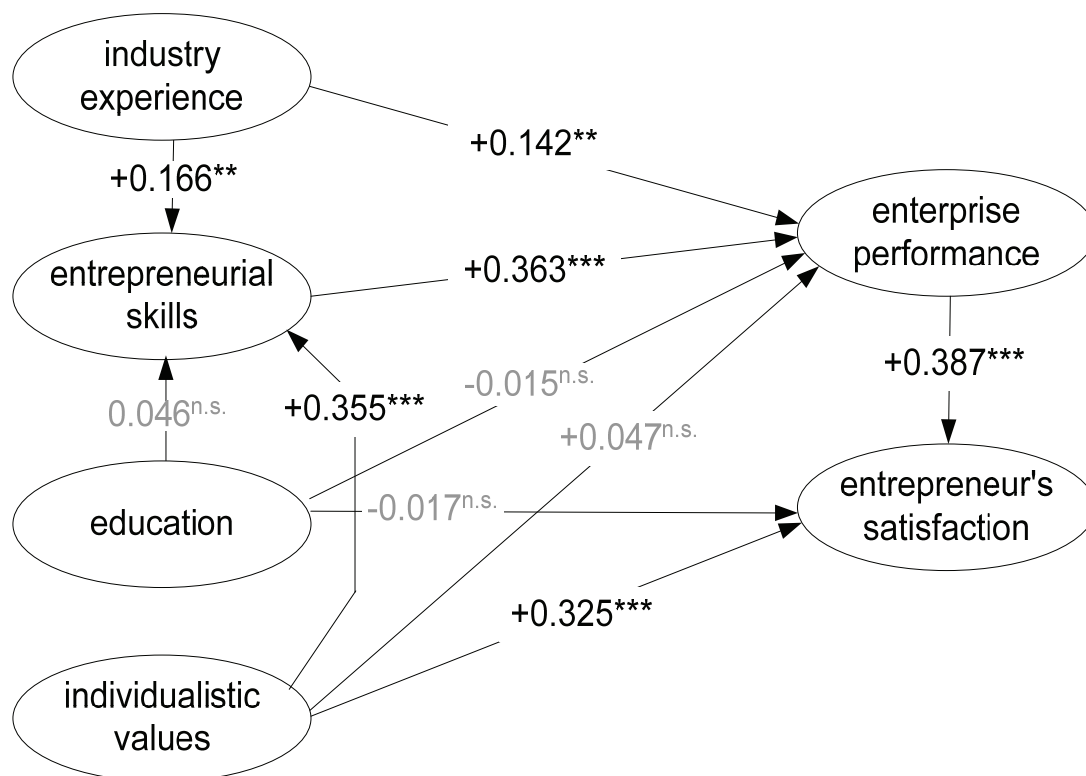 industry
experience
+0.142**
+0.166**
enterprise
performance
entrepreneurial
skills
+0.363***
+0.387***
-0.015n.s.
0.046n.s.
+0.355***
+0.047n.s.
entrepreneur's
satisfaction
education
-0.017n.s.
+0.325***
individualistic
values